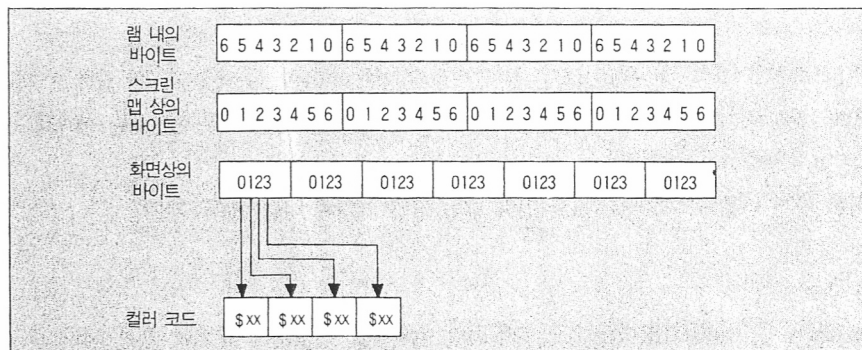 램 내의
바이트
6 5 4 3 2 1 0 6 5 4 3 2 1 0 6 5 4 3 2 1 0 6 5 4 3 2 1 0
스크린
맵 상의
바이트
0 1 2 3 4 5 6 0 1 2 3 4 5 6 0 1 2 3 4 5 6 0 1 2 3 4 5 6
화면상의
바이트
0123 0123 0123 0123 0123 0123 0123
컬러 코드 $xx $xx $xx $xx